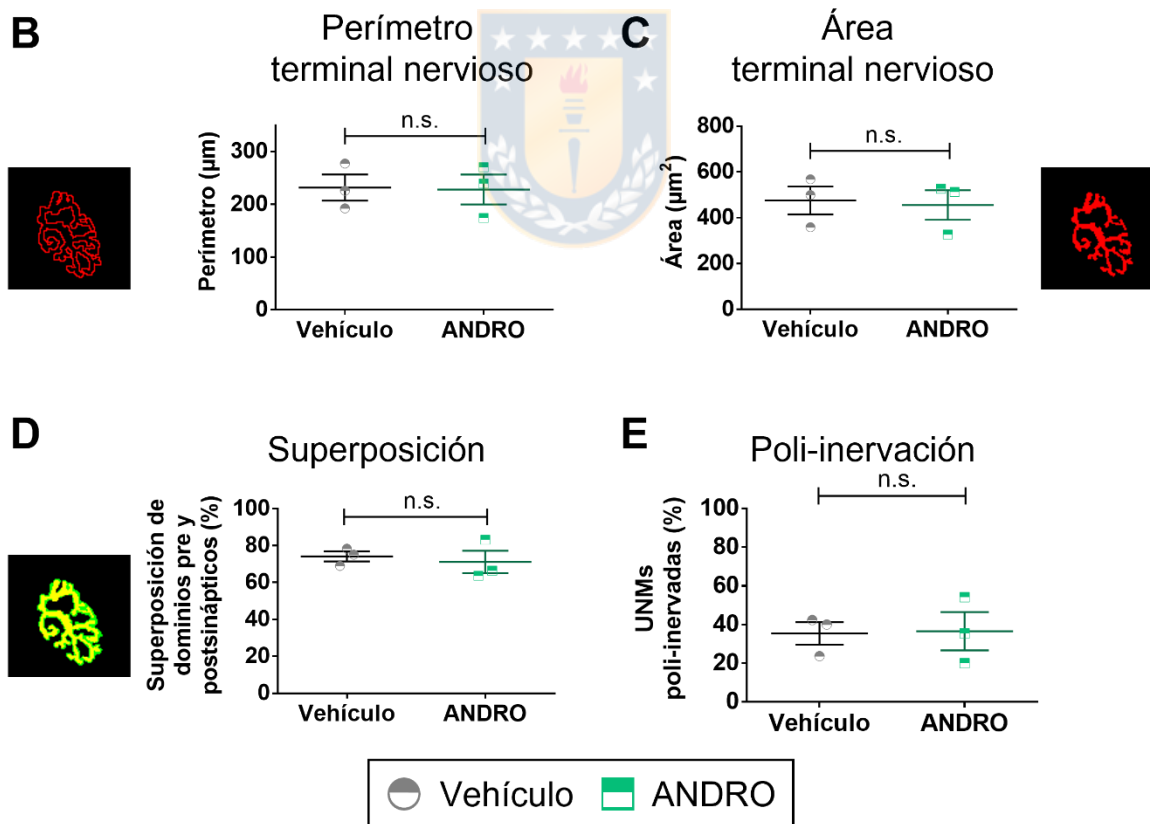 B
Perímetro
terminal nervioso
n.s.
Perímetro (µm)
300
200
100
0
Vehículo
ANDRO
C
Área
terminal nervioso
n.s.
Área (µm²)
800
600
400
200
0
Vehículo
ANDRO
D
Superposición
n.s.
Superposición de
dominios pre y
postsinápticos (%)
100
80
60
40
20
0
Vehículo
ANDRO
E
Poli-inervación
n.s.
UNMs
poli-inervadas (%)
100
80
60
40
20
0
Vehículo
ANDRO
Vehículo ANDRO